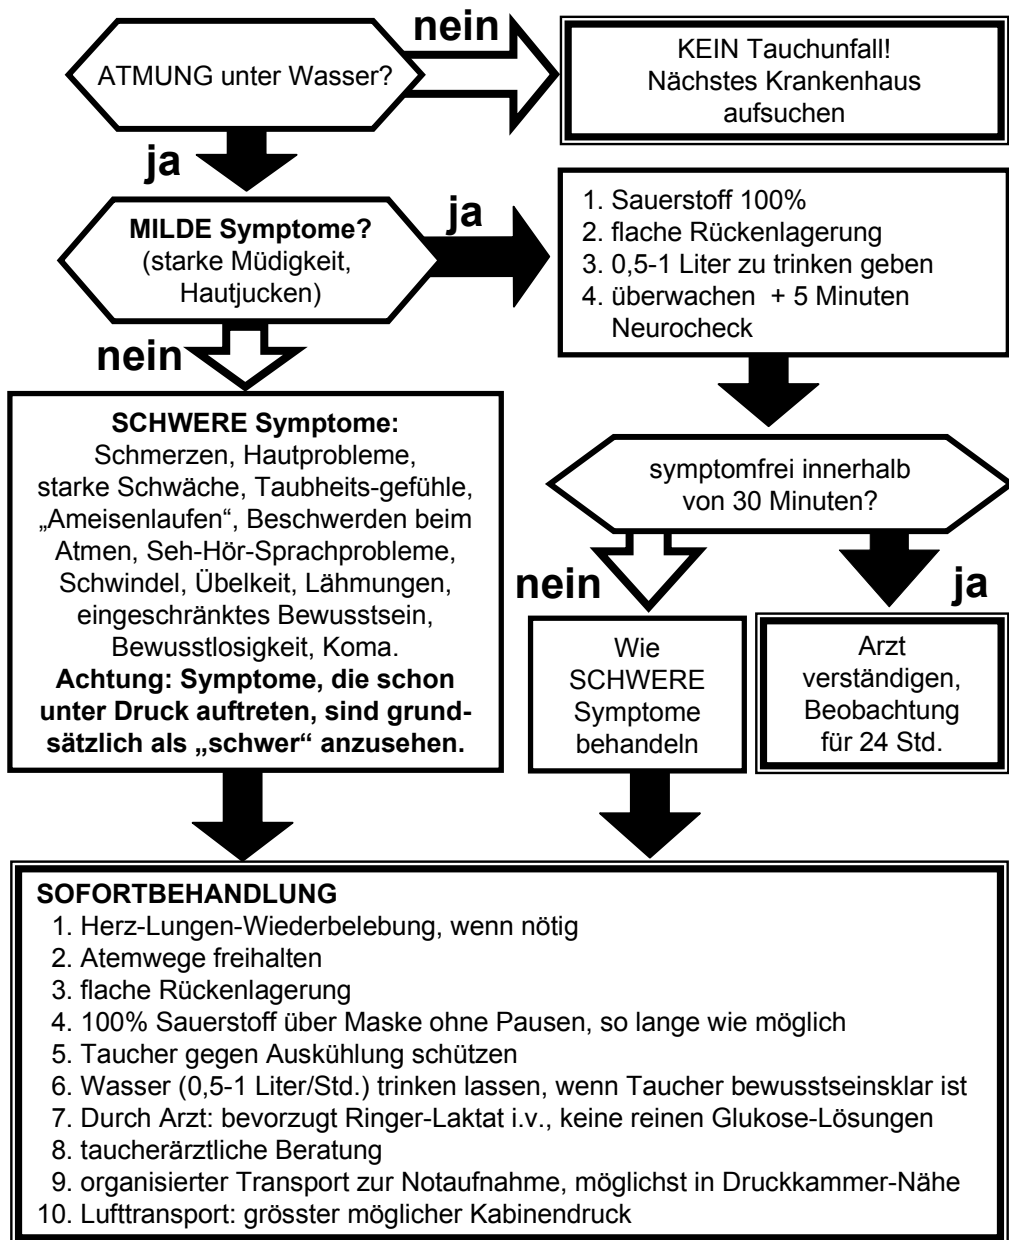 ATMUNG unter Wasser?
nein
KEIN Tauchunfall!
Nächstes Krankenhaus
aufsuchen
ja
MILDE Symptome?
(starke Müdigkeit,
Hautjucken)
ja
1. Sauerstoff 100%
2. flache Rückenlagerung
3. 0,5-1 Liter zu trinken geben
4. überwachen + 5 Minuten
Neurocheck
nein
SCHWERE Symptome:
Schmerzen, Hautprobleme,
starke Schwäche, Taubheits-gefühle,
„Ameisenlaufen“, Beschwerden beim
Atmen, Seh-Hör-Sprachprobleme,
Schwindel, Übelkeit, Lähmungen,
eingeschränktes Bewusstsein,
Bewusstlosigkeit, Koma.
Achtung: Symptome, die schon
unter Druck auftreten, sind grund-
sätzlich als „schwer“ anzusehen.
symptomfrei innerhalb
von 30 Minuten?
nein
ja
Wie
SCHWERE
Symptome
behandeln
Arzt
verständigen,
Beobachtung
für 24 Std.
SOFORTBEHANDLUNG
1. Herz-Lungen-Wiederbelebung, wenn nötig
2. Atemwege freihalten
3. flache Rückenlagerung
4. 100% Sauerstoff über Maske ohne Pausen, so lange wie möglich
5. Taucher gegen Auskühlung schützen
6. Wasser (0,5-1 Liter/Std.) trinken lassen, wenn Taucher bewusstseinsklar ist
7. Durch Arzt: bevorzugt Ringer-Laktat i.v., keine reinen Glukose-Lösungen
8. taucherärztliche Beratung
9. organisierter Transport zur Notaufnahme, möglichst in Druckkammer-Nähe
10. Lufttransport: grösster möglicher Kabinendruck